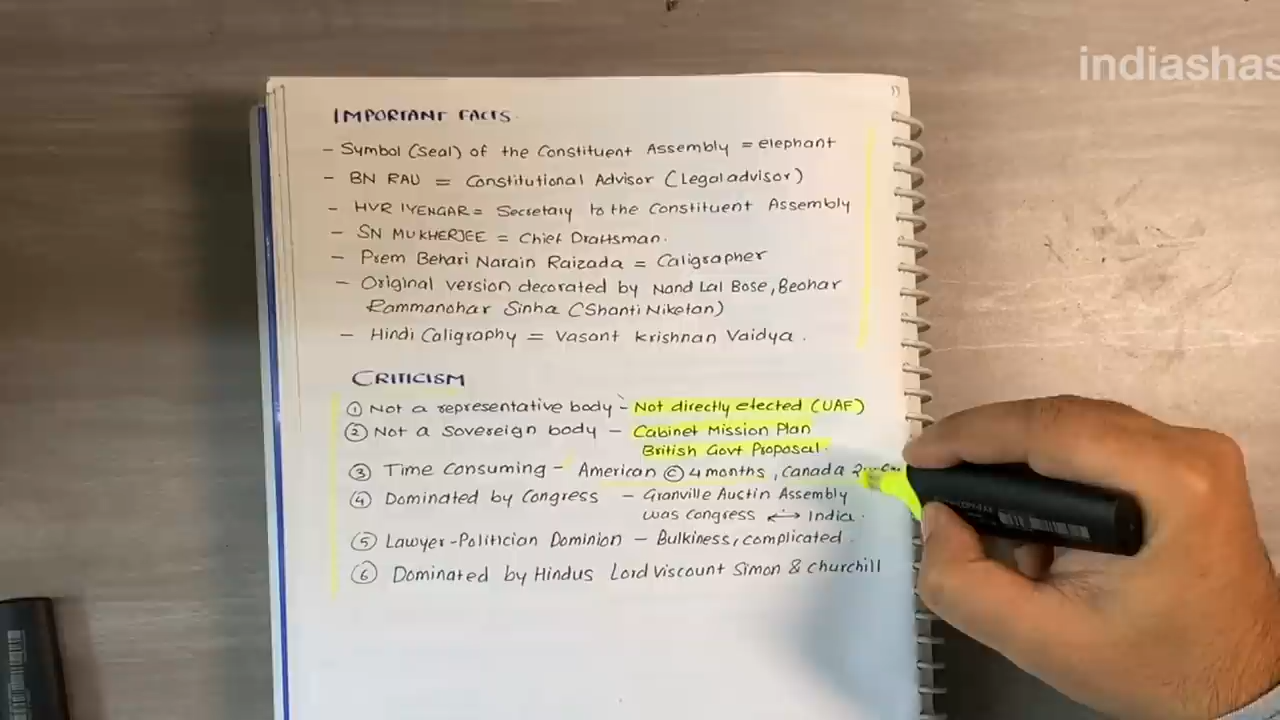 indiashas
IMPORTANT FACTS.
- Symbol (seal) of the Constituent Assembly = elephant
- BN RAU = Constitutional Advisor (Legal advisor)
- HVR IYENGAR = Secretary to the Constituent Assembly
- SN MUKHERJEE = Chief Draftsman.
- Prem Behari Narain Raizada = Caligrapher
- Original version decorated by Nand Lal Bose, Beohar
Rammanohar Sinha (Shanti Niketan)
- Hindi Caligraphy = Vasant Krishnan Vaidya.
CRITICISM
① Not a representative body - Not directly elected (UAF)
② Not a Sovereign body - Cabinet Mission Plan
British Govt Proposal.
③ Time Consuming - American © 4 months, Canada 2
④ Dominated by Congress - Granville Austin Assembly
was Congress ↔ India.
⑤ Lawyer-Politician Dominion - Bulkiness, complicated.
⑥ Dominated by Hindus Lord Viscount Simon & Churchill